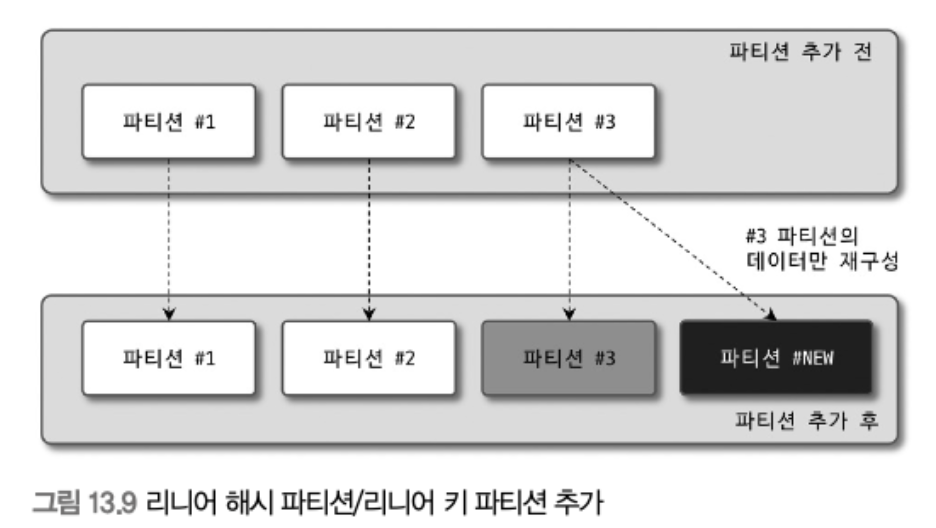 파티션 추가 전
파티션 #1
파티션 #2
파티션 #3
#3 파티션의
데이터만 재구성
파티션 #1
파티션 #2
파티션 #3
파티션 #NEW
파티션 추가 후
그림 13.9 리니어 해시 파티션/리니어 키 파티션 추가